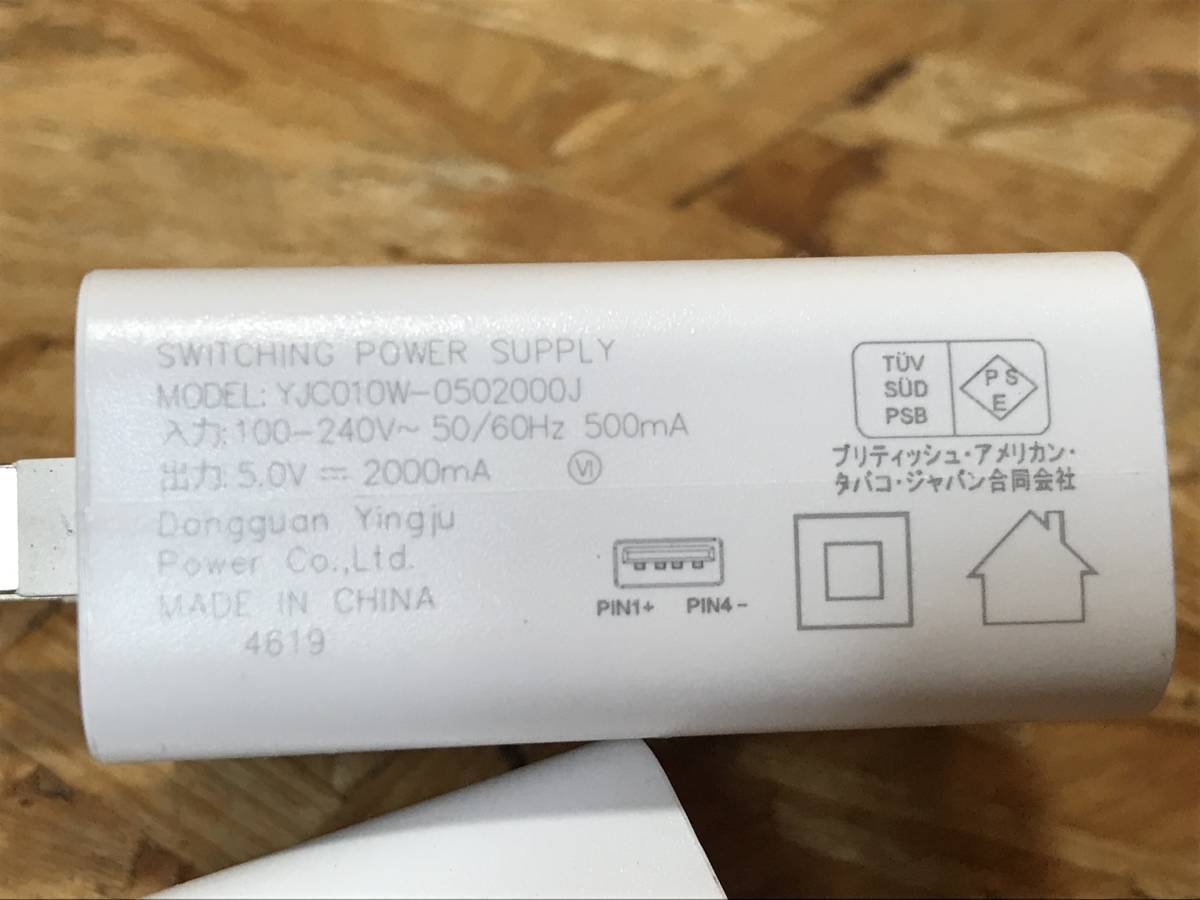 SWITCHING POWER SUPPLY
MODEL: YJC010W-0502000J
入力: 100-240V~ 50/60Hz 500mA
出力: 5.0V ⎓ 2000mA Ⅵ
Dongguan Yingju
Power Co.,Ltd.
MADE IN CHINA
4619
TÜV
SÜD
PSB
PS
E
ブリティッシュ・アメリカン・
タバコ・ジャパン合同会社
PIN1+ PIN4-